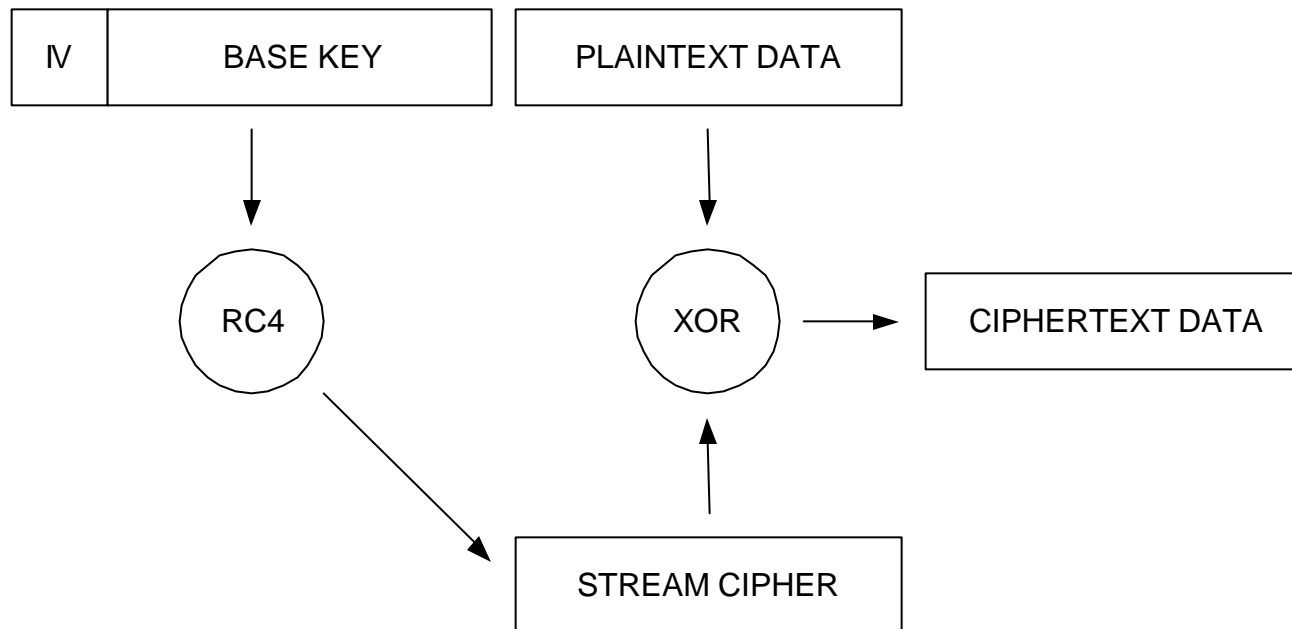 IV BASE KEY PLAINTEXT DATA
RC4 XOR CIPHERTEXT DATA
STREAM CIPHER